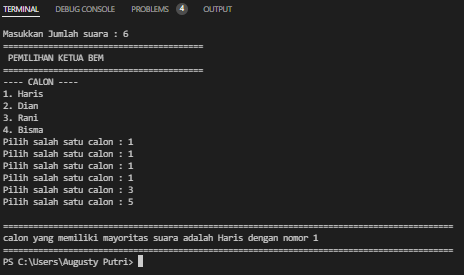 TERMINAL DEBUG CONSOLE PROBLEMS 4 OUTPUT
Masukkan Jumlah suara : 6
========================================
PEMILIHAN KETUA BEM
========================================
---- CALON ----
1. Haris
2. Dian
3. Rani
4. Bisma
Pilih salah satu calon : 1
Pilih salah satu calon : 1
Pilih salah satu calon : 1
Pilih salah satu calon : 1
Pilih salah satu calon : 3
Pilih salah satu calon : 5
==========================================================================================
calon yang memiliki mayoritas suara adalah Haris dengan nomor 1
==========================================================================================
PS C:\Users\Augusty Putri>